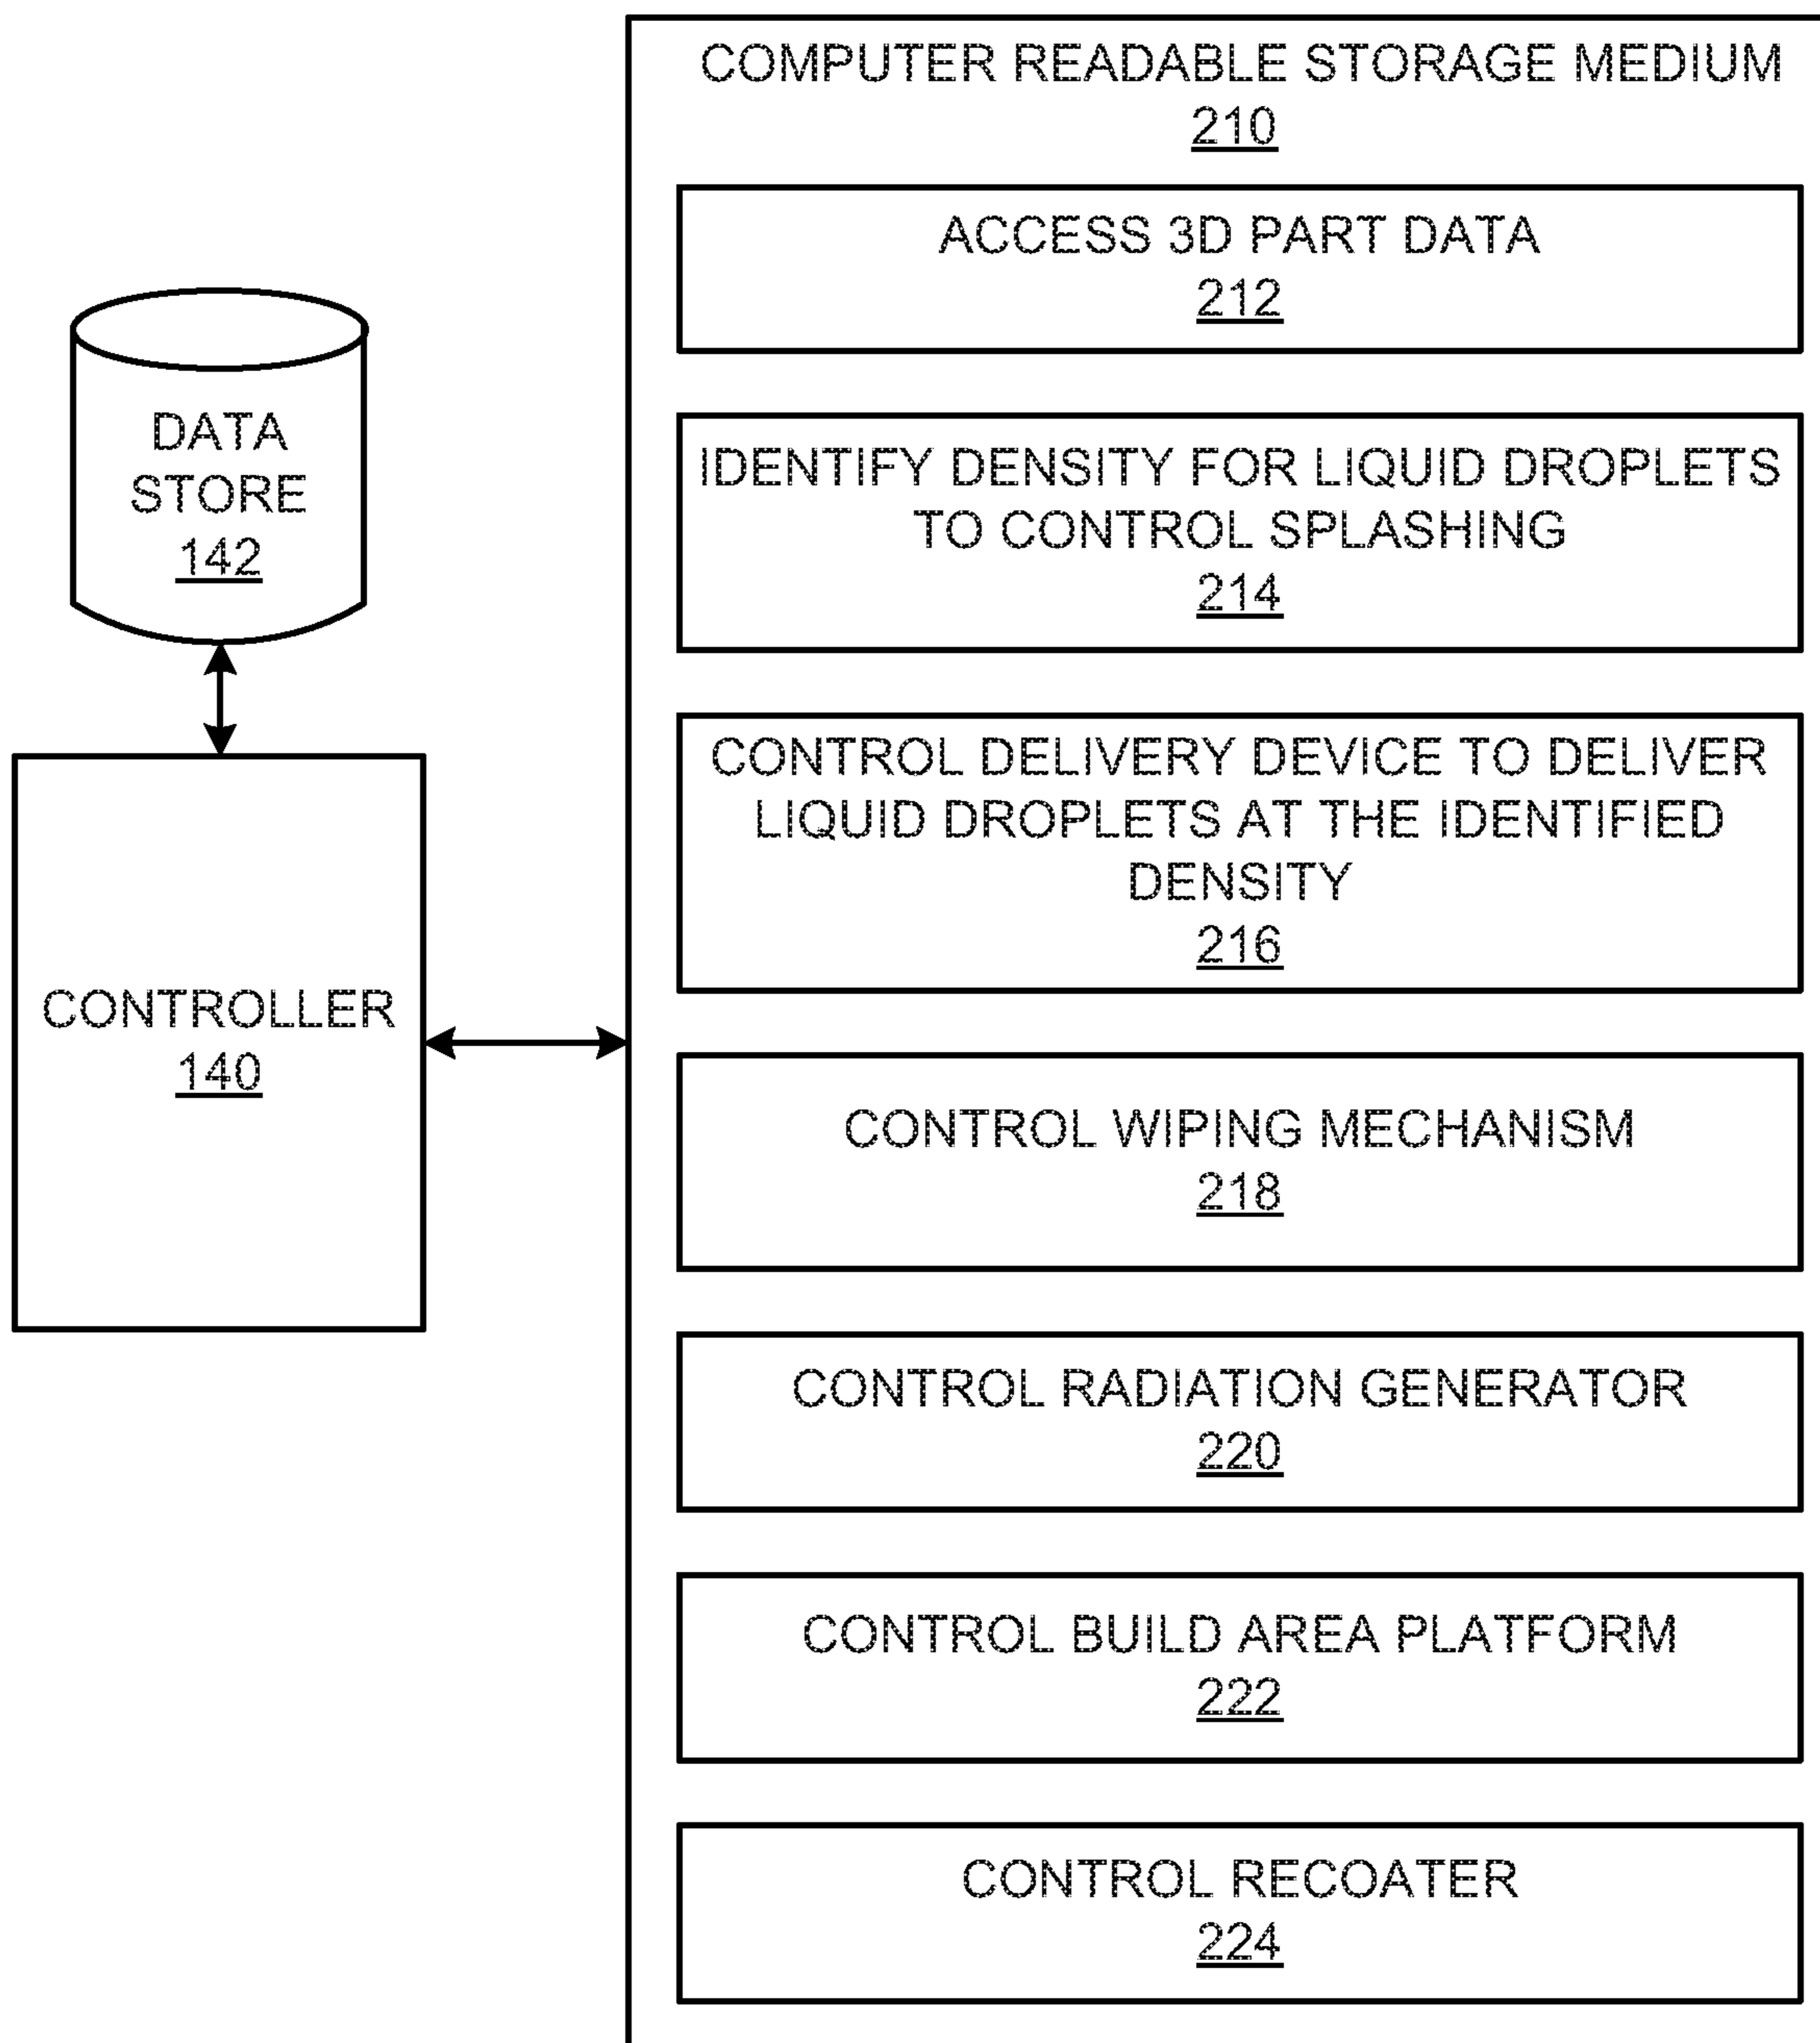 COMPUTER READABLE STORAGE MEDIUM
210
ACCESS 3D PART DATA
212
IDENTIFY DENSITY FOR LIQUID DROPLETS
TO CONTROL SPLASHING
214
CONTROL DELIVERY DEVICE TO DELIVER
LIQUID DROPLETS AT THE IDENTIFIED
DENSITY
216
CONTROL WIPING MECHANISM
218
CONTROL RADIATION GENERATOR
220
CONTROL BUILD AREA PLATFORM
222
CONTROL RECOATER
224
DATA
STORE
142
CONTROLLER
140